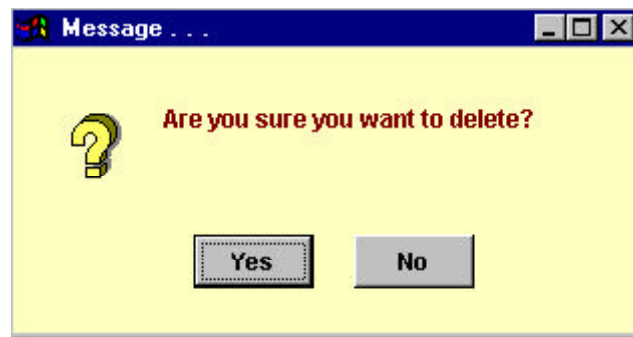 Message . . .
Are you sure you want to delete?
Yes No